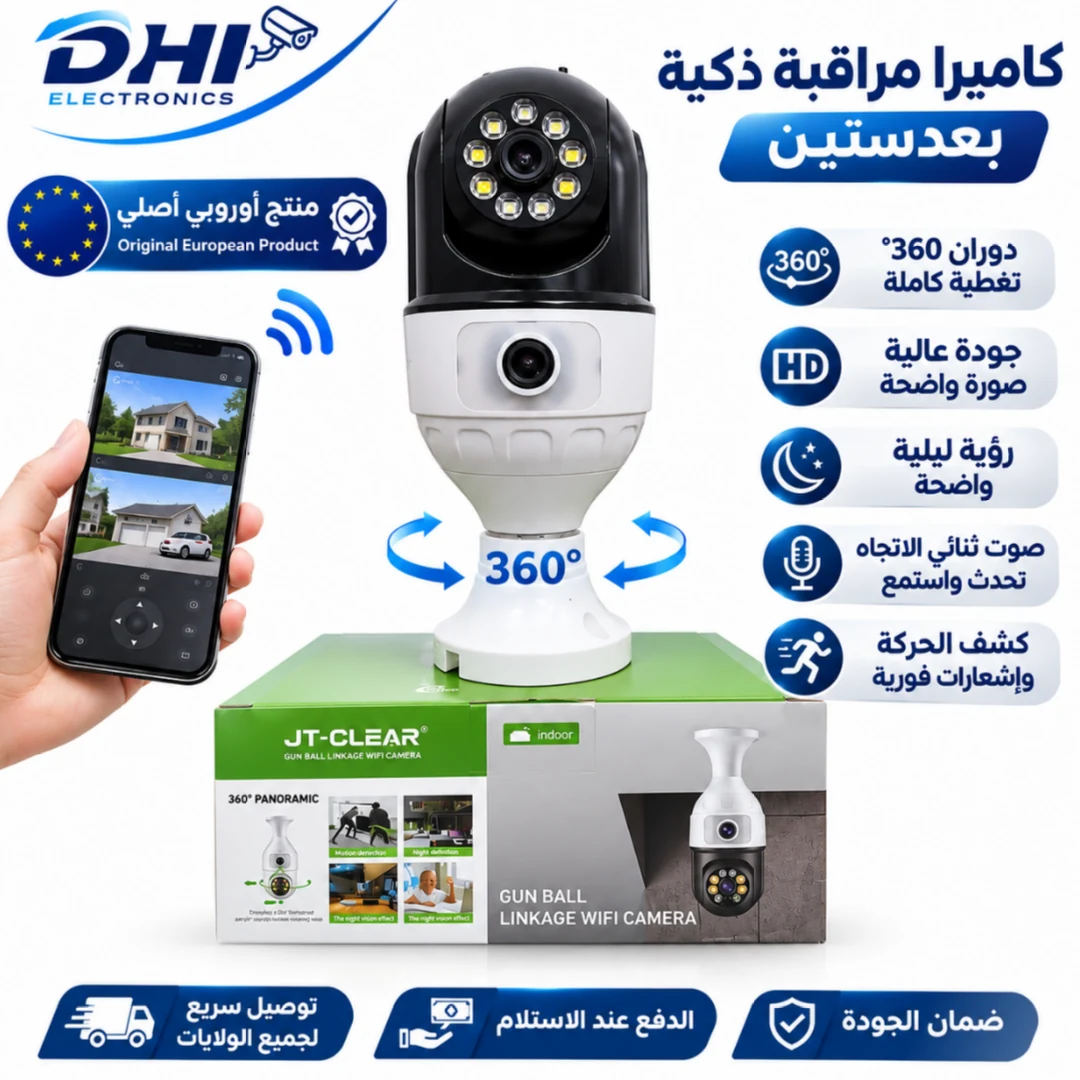 DHI
ELECTRONICS
كاميرا مراقبة ذكية
بعدستين
منتج أوروبي أصلي
Original European Product
360°
دوران 360°
تغطية كاملة
HD
جودة عالية
صورة واضحة
رؤية ليلية
واضحة
صوت ثنائي الاتجاه
تحدث واستمع
كشف الحركة
وإشعارات فورية
360°
JT-CLEAR®
GUN BALL LINKAGE WIFI CAMERA
indoor
360° PANORAMIC
Motion detection
Night definition
The night vision effect
The night vision effect
GUN BALL
LINKAGE WIFI CAMERA
توصيل سريع
لجميع الولايات
الدفع عند الاستلام
ضمان الجودة